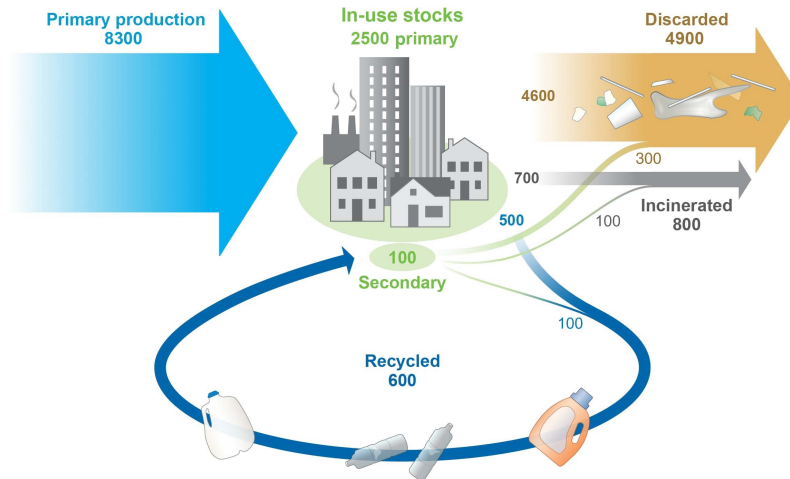 Primary production
8300
In-use stocks
2500 primary
Discarded
4900
4600
300
700
100
Incinerated
800
500
100
Secondary
100
Recycled
600